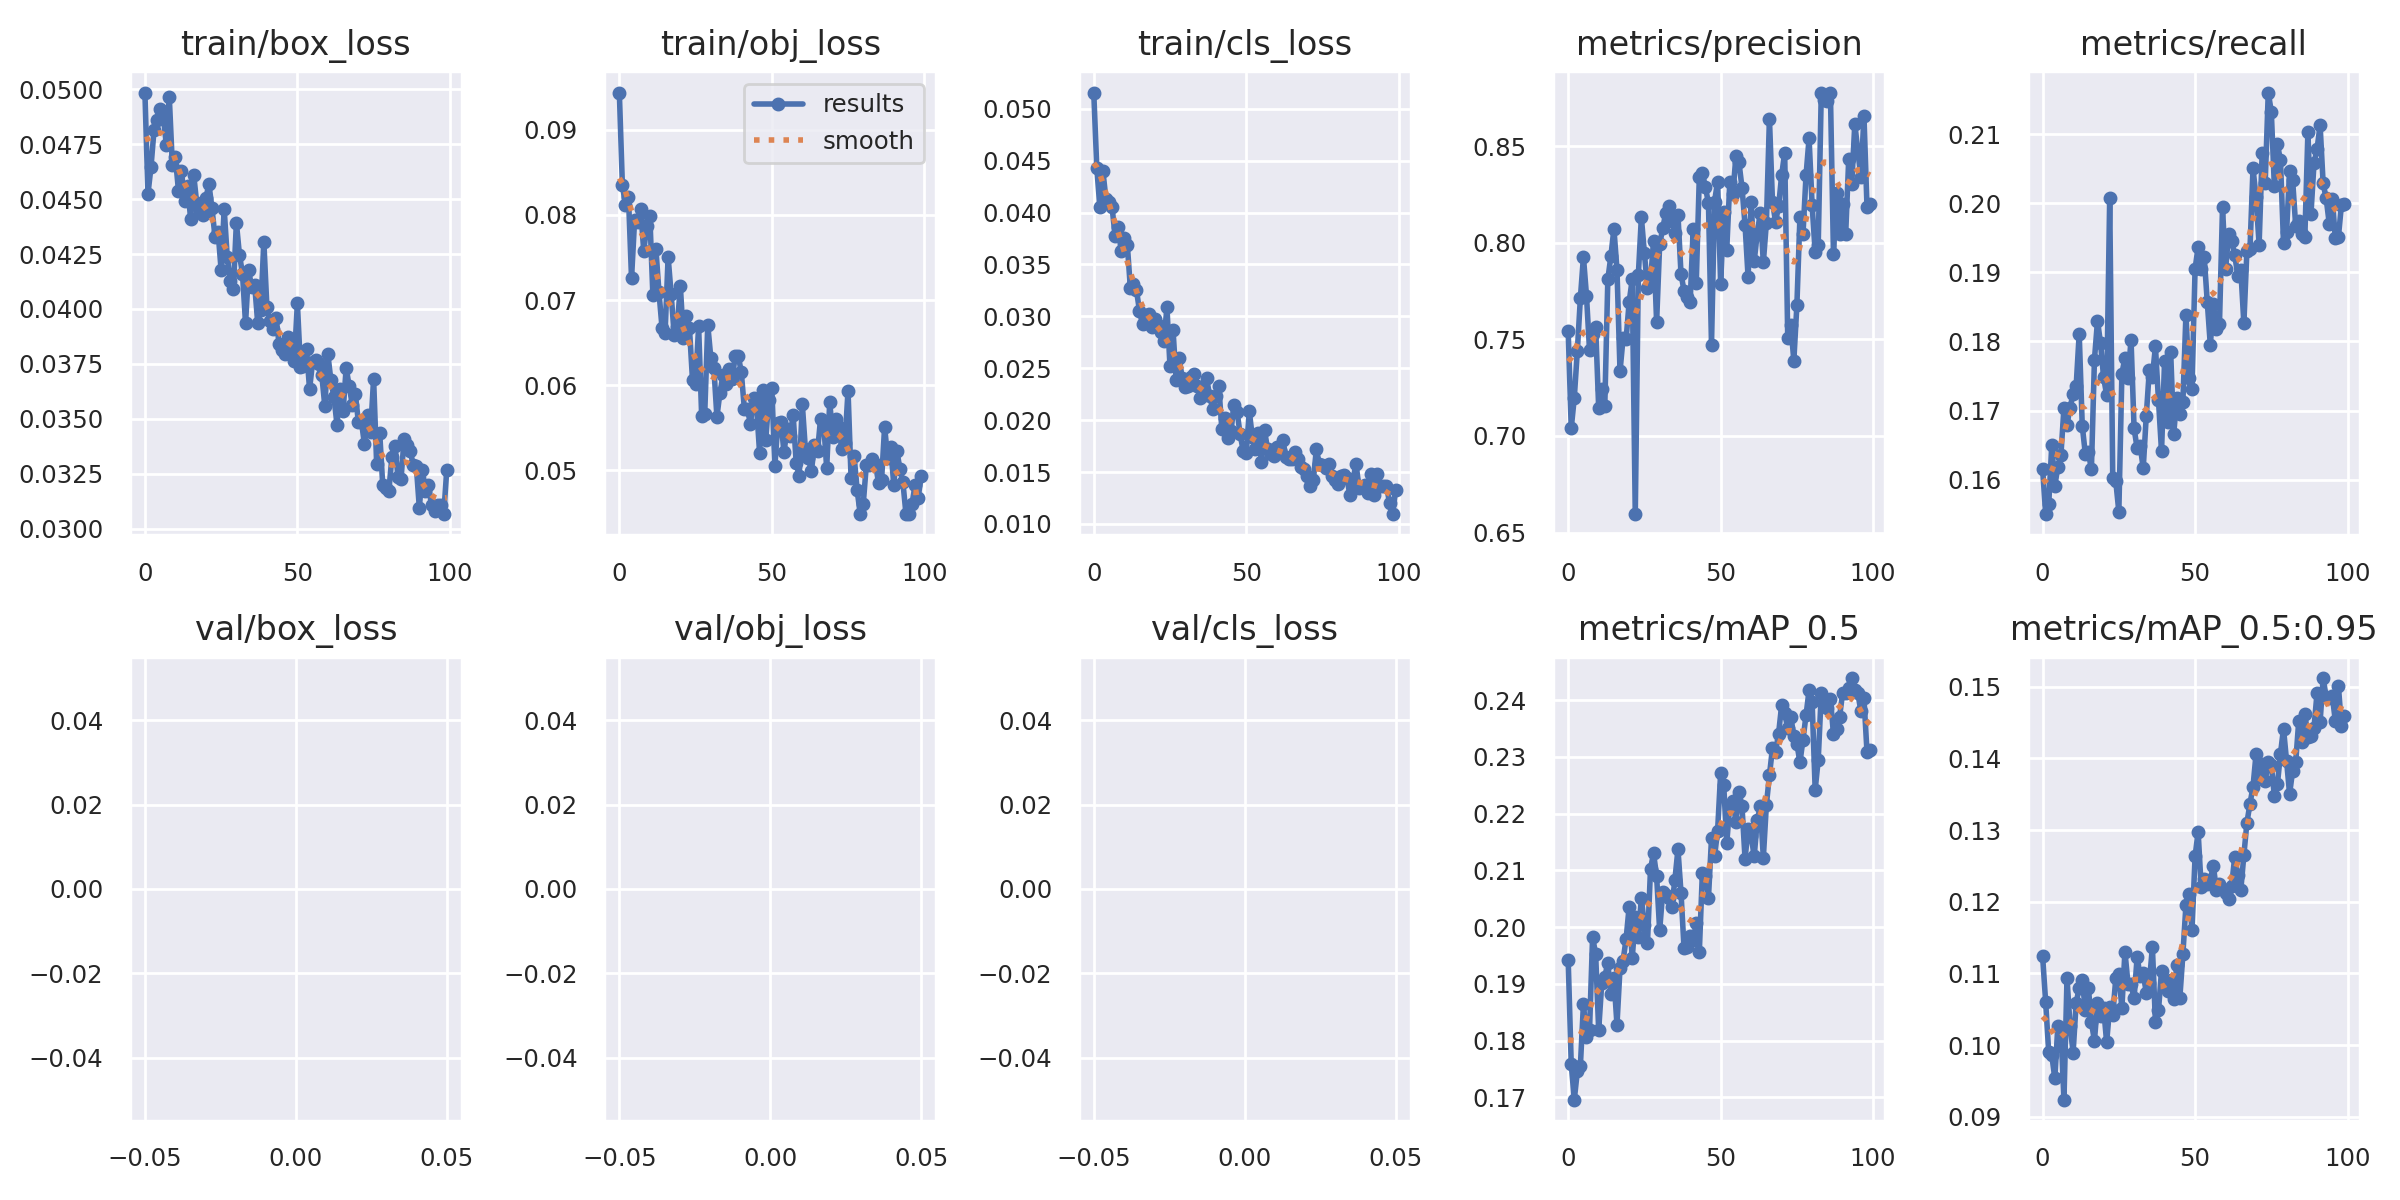 train/box_loss
0.0500
0.0475
0.0450
0.0425
0.0400
0.0375
0.0350
0.0325
0.0300
0 50 100
train/obj_loss
results
smooth
0.09
0.08
0.07
0.06
0.05
0 50 100
train/cls_loss
0.050
0.045
0.040
0.035
0.030
0.025
0.020
0.015
0.010
0 50 100
metrics/precision
0.85
0.80
0.75
0.70
0.65
0 50 100
metrics/recall
0.21
0.20
0.19
0.18
0.17
0.16
0 50 100
val/box_loss
0.04
0.02
0.00
−0.02
−0.04
−0.05 0.00 0.05
val/obj_loss
0.04
0.02
0.00
−0.02
−0.04
−0.05 0.00 0.05
val/cls_loss
0.04
0.02
0.00
−0.02
−0.04
−0.05 0.00 0.05
metrics/mAP_0.5
0.24
0.23
0.22
0.21
0.20
0.19
0.18
0.17
0 50 100
metrics/mAP_0.5:0.95
0.15
0.14
0.13
0.12
0.11
0.10
0.09
0 50 100